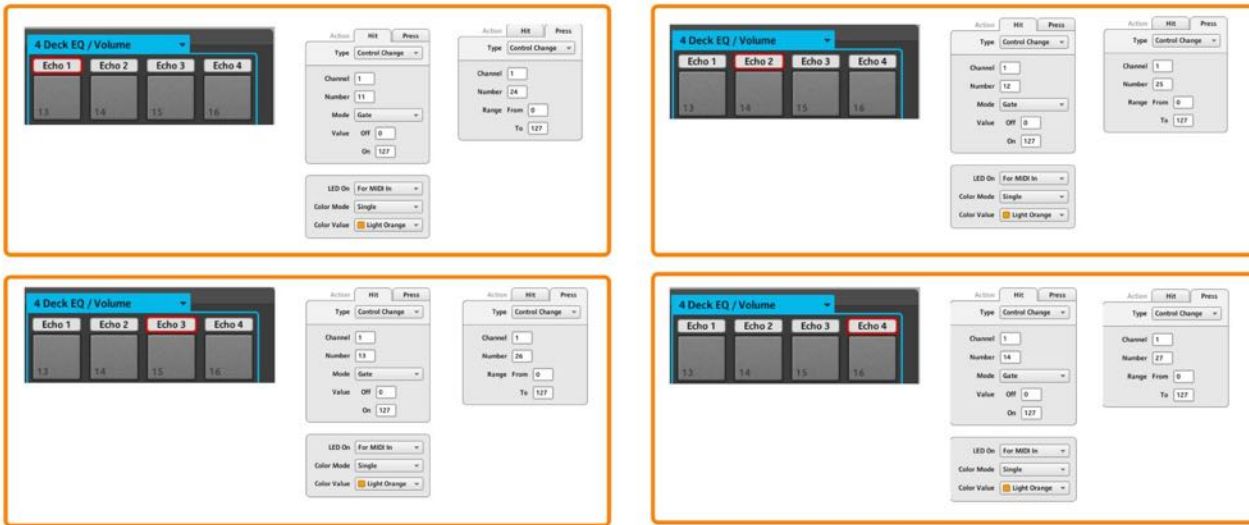 4 Deck EQ / Volume
Echo 1 Echo 2 Echo 3 Echo 4
13 14 15 16
Action Hit Press
Type Control Change
Channel 1
Number 11
Mode Gate
Value Off 0
On 127
LED On For MIDI In
Color Mode Single
Color Value Light Orange
Action Hit Press
Type Control Change
Channel 1
Number 24
Range From 0
To 127
4 Deck EQ / Volume
Echo 1 Echo 2 Echo 3 Echo 4
13 14 15 16
Action Hit Press
Type Control Change
Channel 1
Number 12
Mode Gate
Value Off 0
On 127
LED On For MIDI In
Color Mode Single
Color Value Light Orange
Action Hit Press
Type Control Change
Channel 1
Number 25
Range From 0
To 127
4 Deck EQ / Volume
Echo 1 Echo 2 Echo 3 Echo 4
13 14 15 16
Action Hit Press
Type Control Change
Channel 1
Number 13
Mode Gate
Value Off 0
On 127
LED On For MIDI In
Color Mode Single
Color Value Light Orange
Action Hit Press
Type Control Change
Channel 1
Number 26
Range From 0
To 127
4 Deck EQ / Volume
Echo 1 Echo 2 Echo 3 Echo 4
13 14 15 16
Action Hit Press
Type Control Change
Channel 1
Number 14
Mode Gate
Value Off 0
On 127
LED On For MIDI In
Color Mode Single
Color Value Light Orange
Action Hit Press
Type Control Change
Channel 1
Number 27
Range From 0
To 127